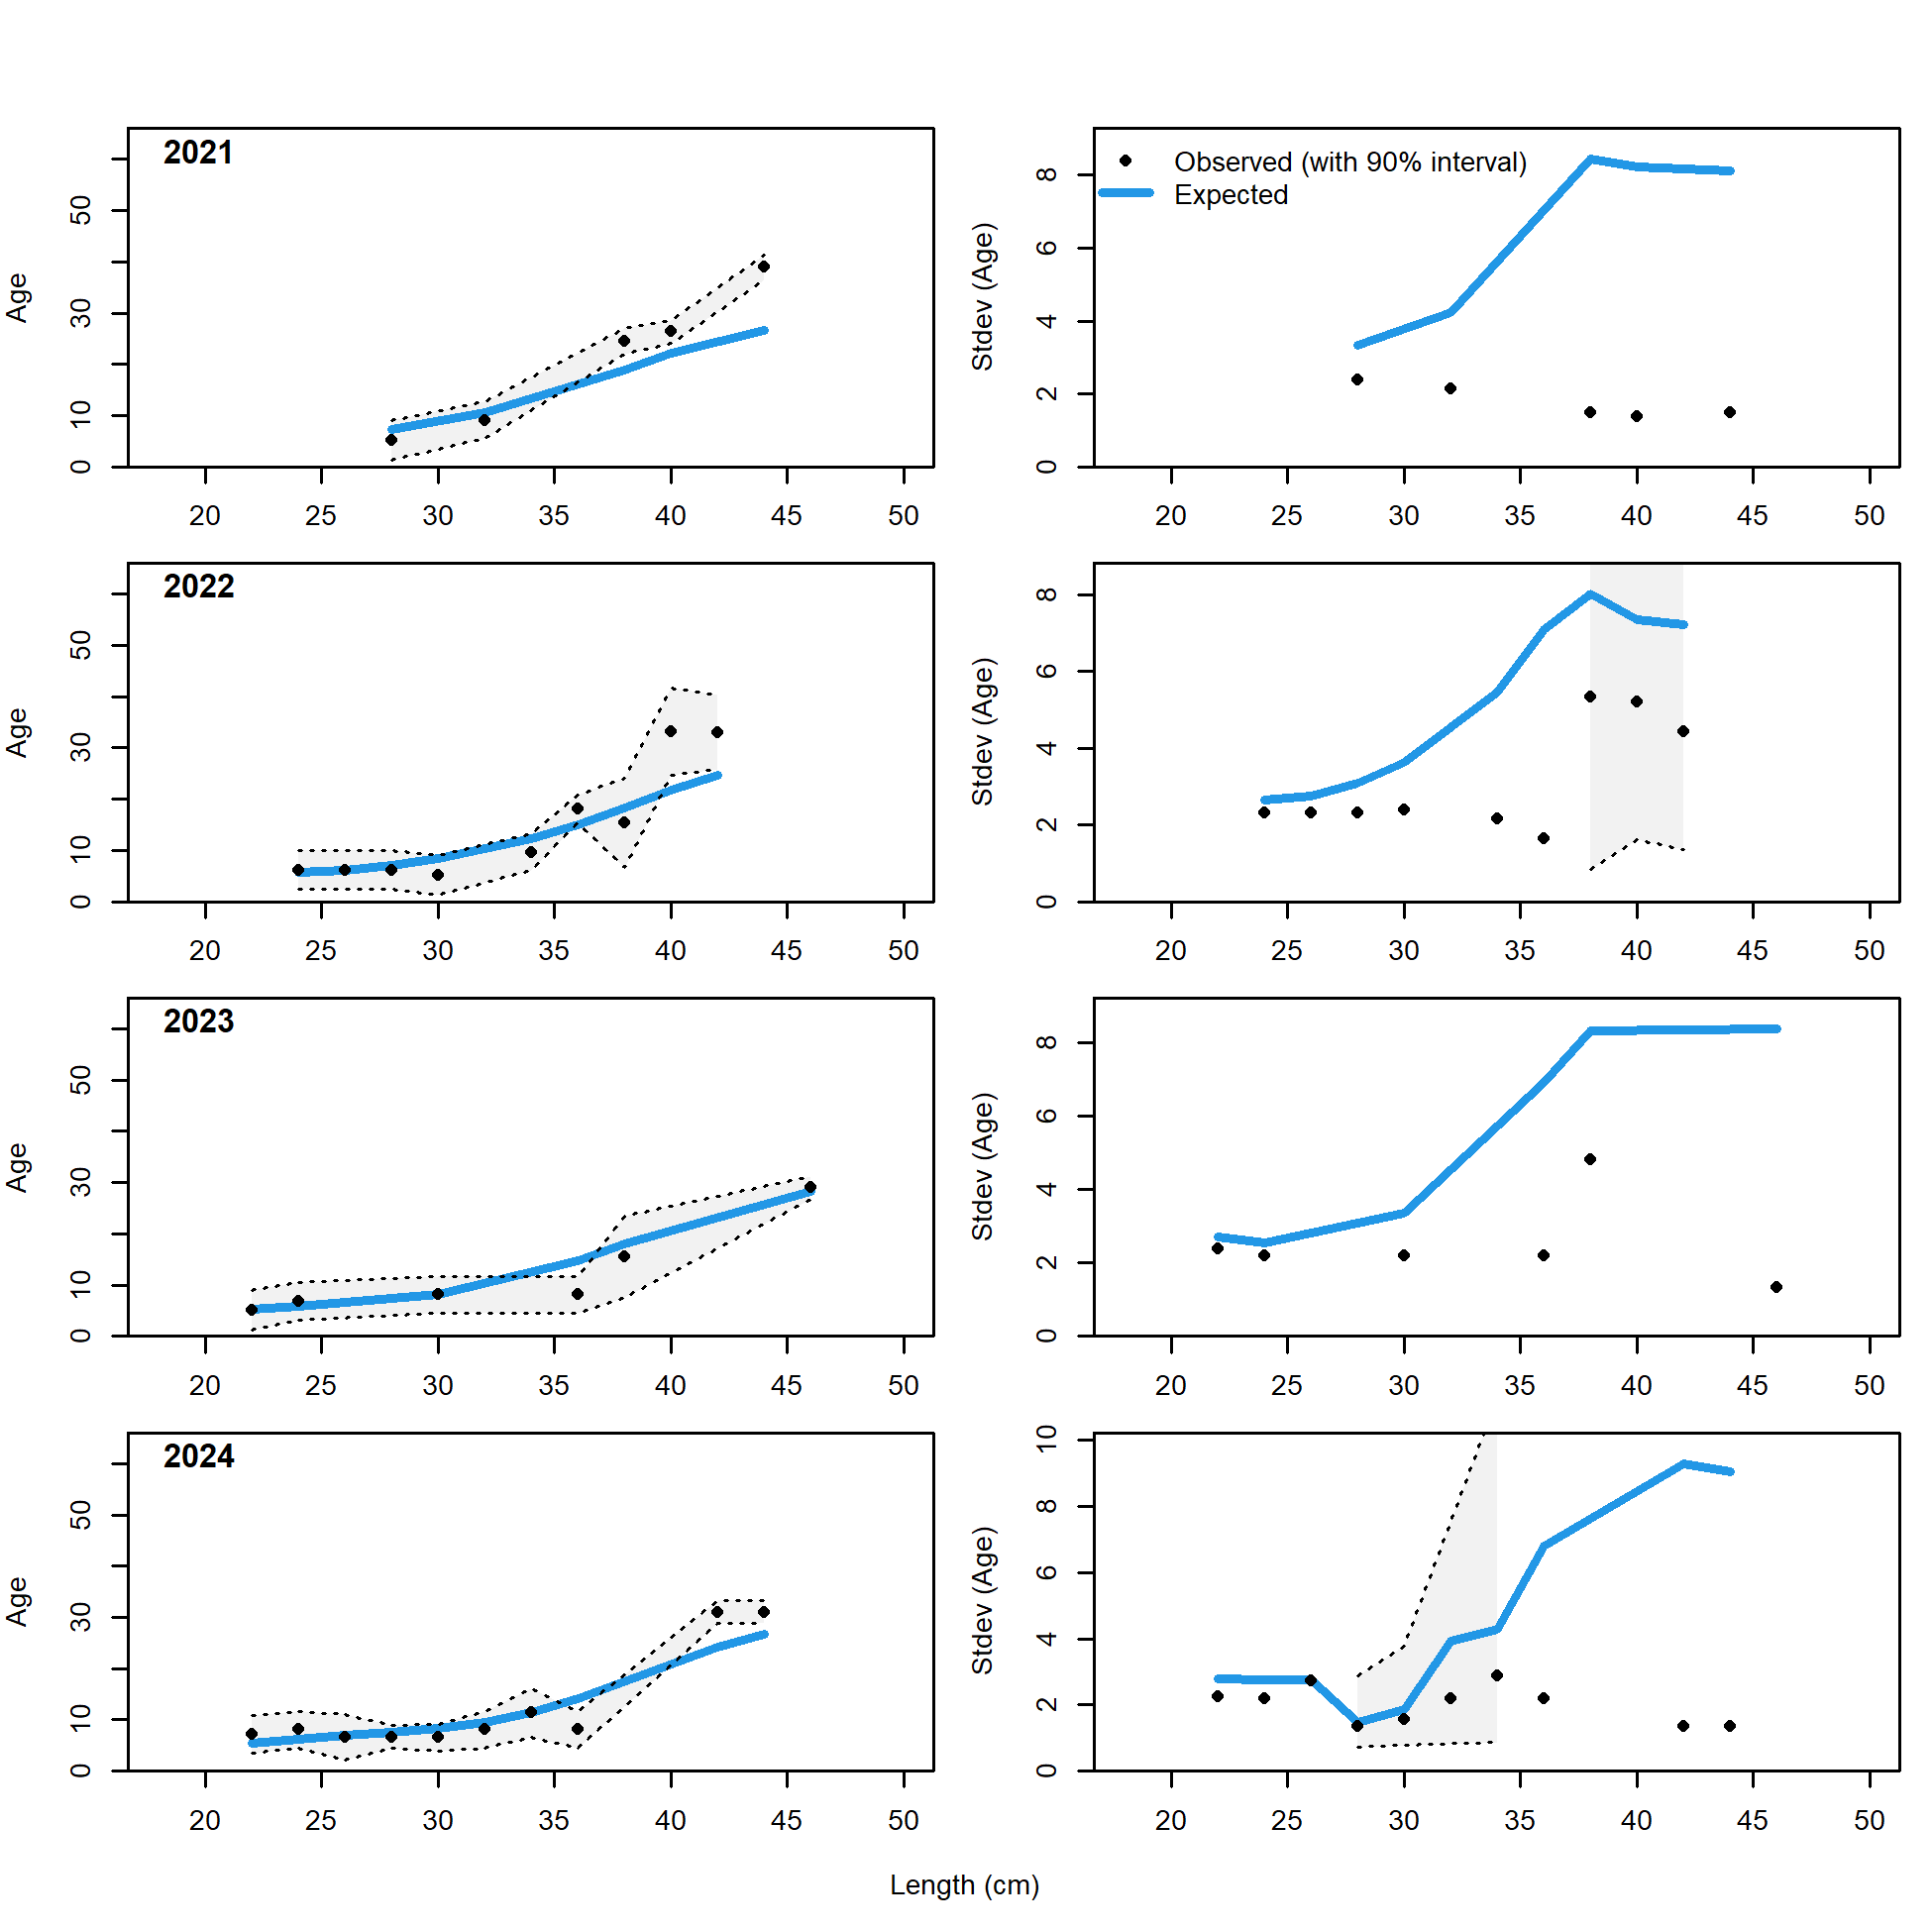 2021
Age
0 10 30 50
20 25 30 35 40 45 50
Observed (with 90% interval)
Expected
Stdev (Age)
0 2 4 6 8
20 25 30 35 40 45 50
2022
Age
0 10 30 50
20 25 30 35 40 45 50
Stdev (Age)
0 2 4 6 8
20 25 30 35 40 45 50
2023
Age
0 10 30 50
20 25 30 35 40 45 50
Stdev (Age)
0 2 4 6 8
20 25 30 35 40 45 50
2024
Age
0 10 30 50
20 25 30 35 40 45 50
Stdev (Age)
0 2 4 6 8 10
20 25 30 35 40 45 50
Length (cm)